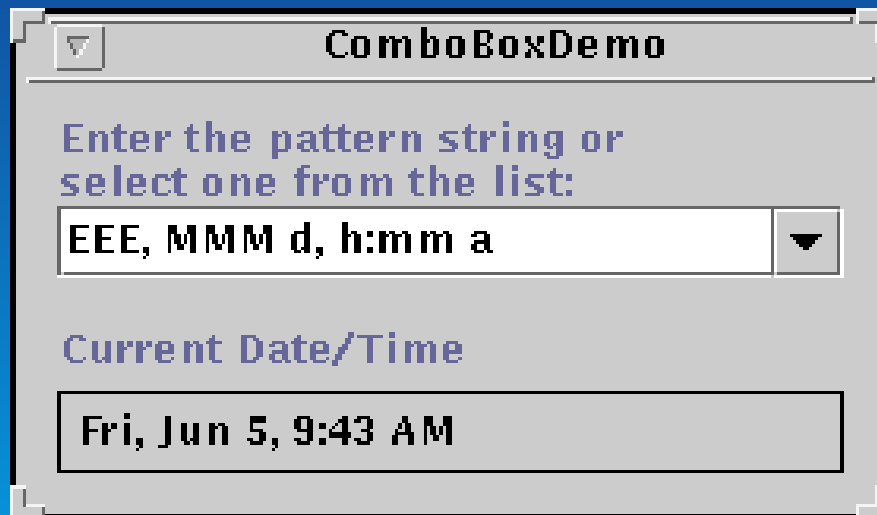 ComboBoxDemo
Enter the pattern string or
select one from the list:
EEE, MMM d, h:mm a
Current Date/Time
Fri, Jun 5, 9:43 AM